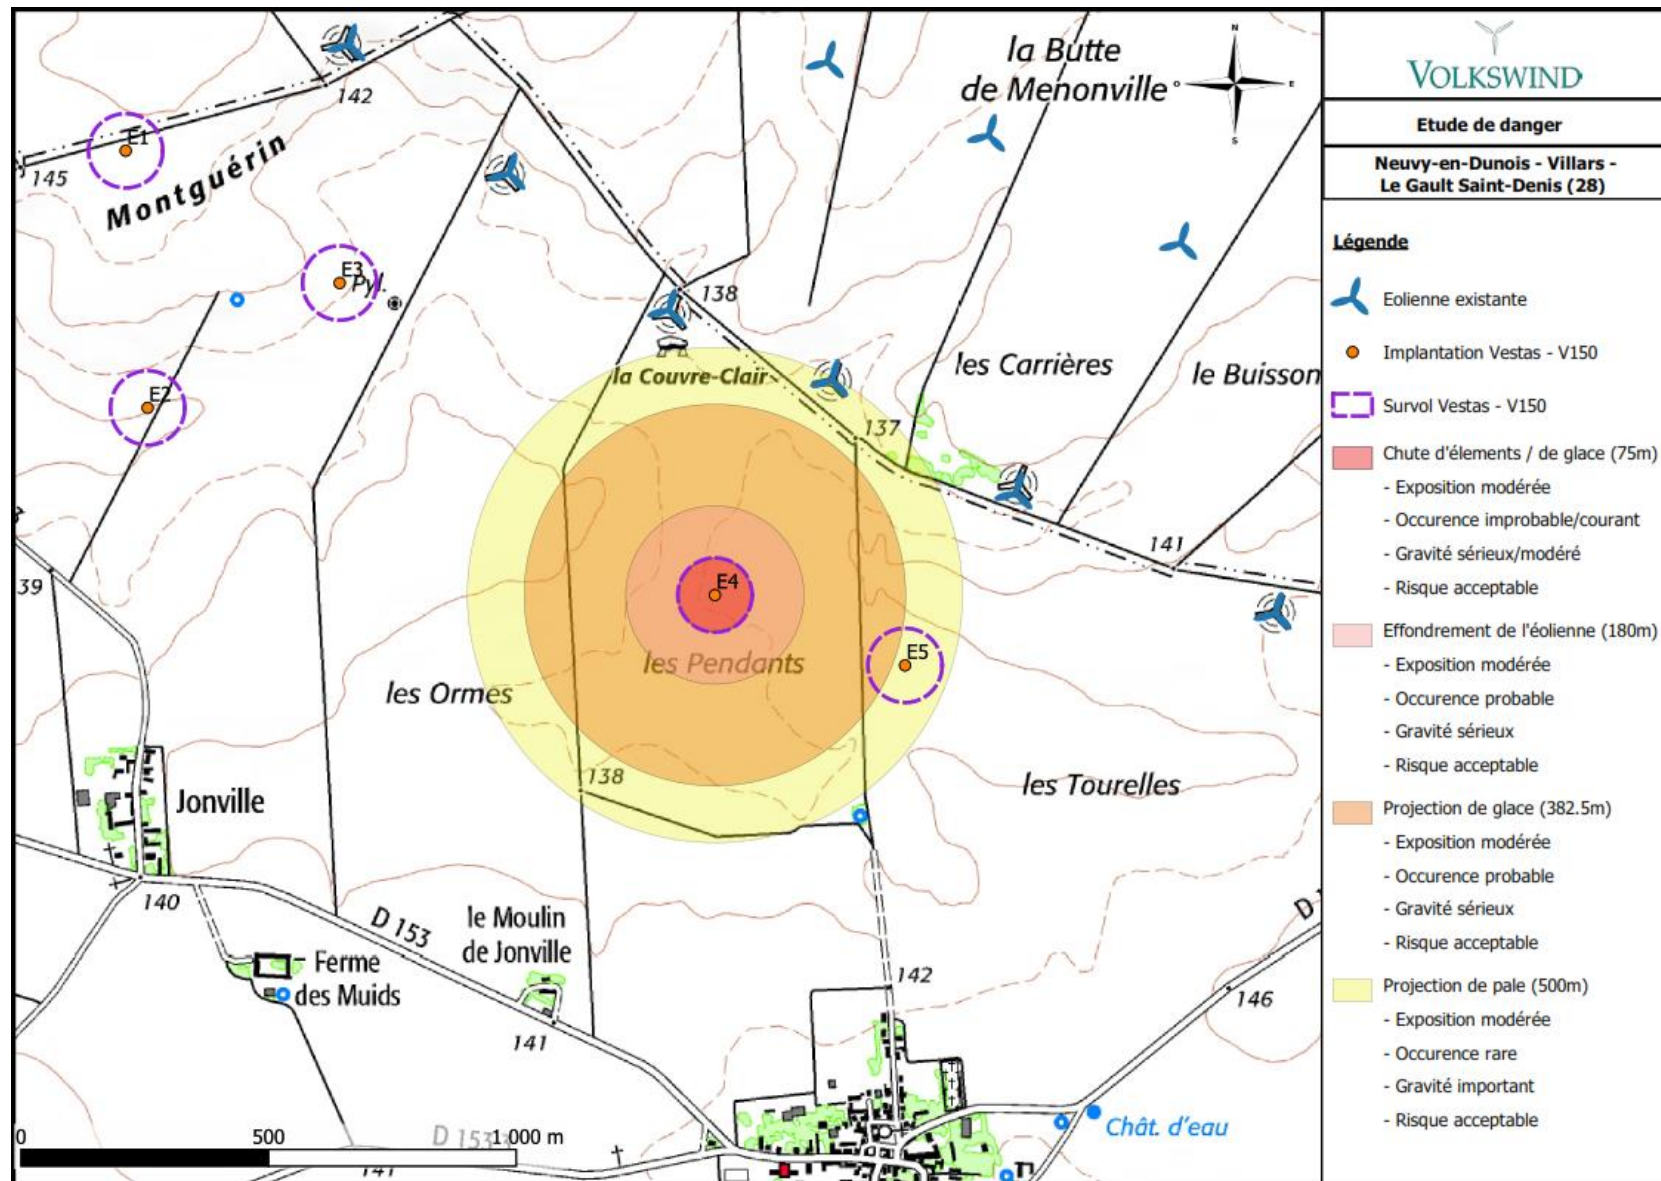 la Butte
de Menonville
N
O
E
S
142
E1
145
Montguérin
E3
Pyl.
138
la Couvre-Clair
les Carrières
le Buisson
E2
137
141
39
E4
E5
les Pendants
les Ormes
138
les Tourelles
Jonville
140
D 153
le Moulin
de Jonville
Ferme
des Muids
141
142
146
D 1
Chât. d'eau
0
500
1 000 m
D 153
141
VOLKSWIND
Etude de danger
Neuvy-en-Dunois - Villars -
Le Gault Saint-Denis (28)
Légende
Eolienne existante
Implantation Vestas - V150
Survol Vestas - V150
Chute d'élements / de glace (75m)
- Exposition modérée
- Occurence improbable/courant
- Gravité sérieux/modéré
- Risque acceptable
Effondrement de l'éolienne (180m)
- Exposition modérée
- Occurence probable
- Gravité sérieux
- Risque acceptable
Projection de glace (382.5m)
- Exposition modérée
- Occurence probable
- Gravité sérieux
- Risque acceptable
Projection de pale (500m)
- Exposition modérée
- Occurence rare
- Gravité important
- Risque acceptable